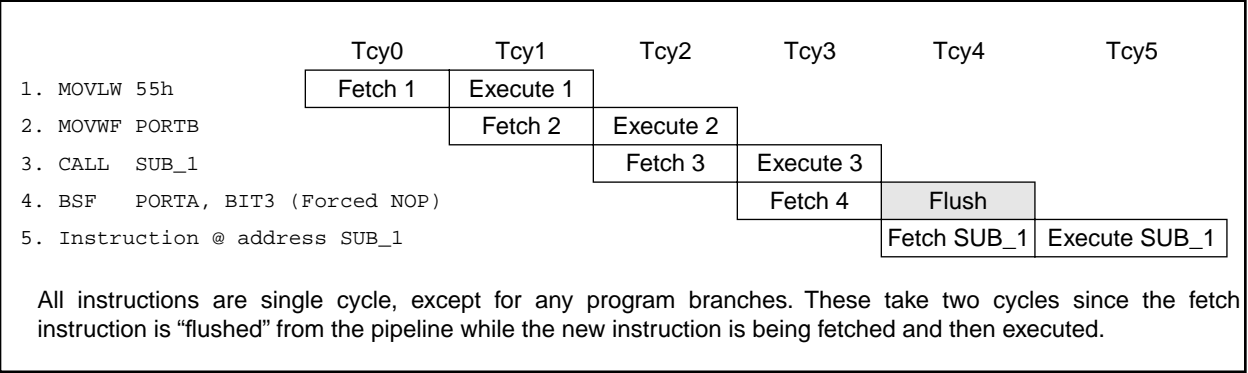 Tcy0 Tcy1 Tcy2 Tcy3 Tcy4 Tcy5
1. MOVLW 55h Fetch 1 Execute 1
2. MOVWF PORTB Fetch 2 Execute 2
3. CALL SUB_1 Fetch 3 Execute 3
4. BSF PORTA, BIT3 (Forced NOP) Fetch 4 Flush
5. Instruction @ address SUB_1 Fetch SUB_1 Execute SUB_1
All instructions are single cycle, except for any program branches. These take two cycles since the fetch
instruction is “flushed” from the pipeline while the new instruction is being fetched and then executed.